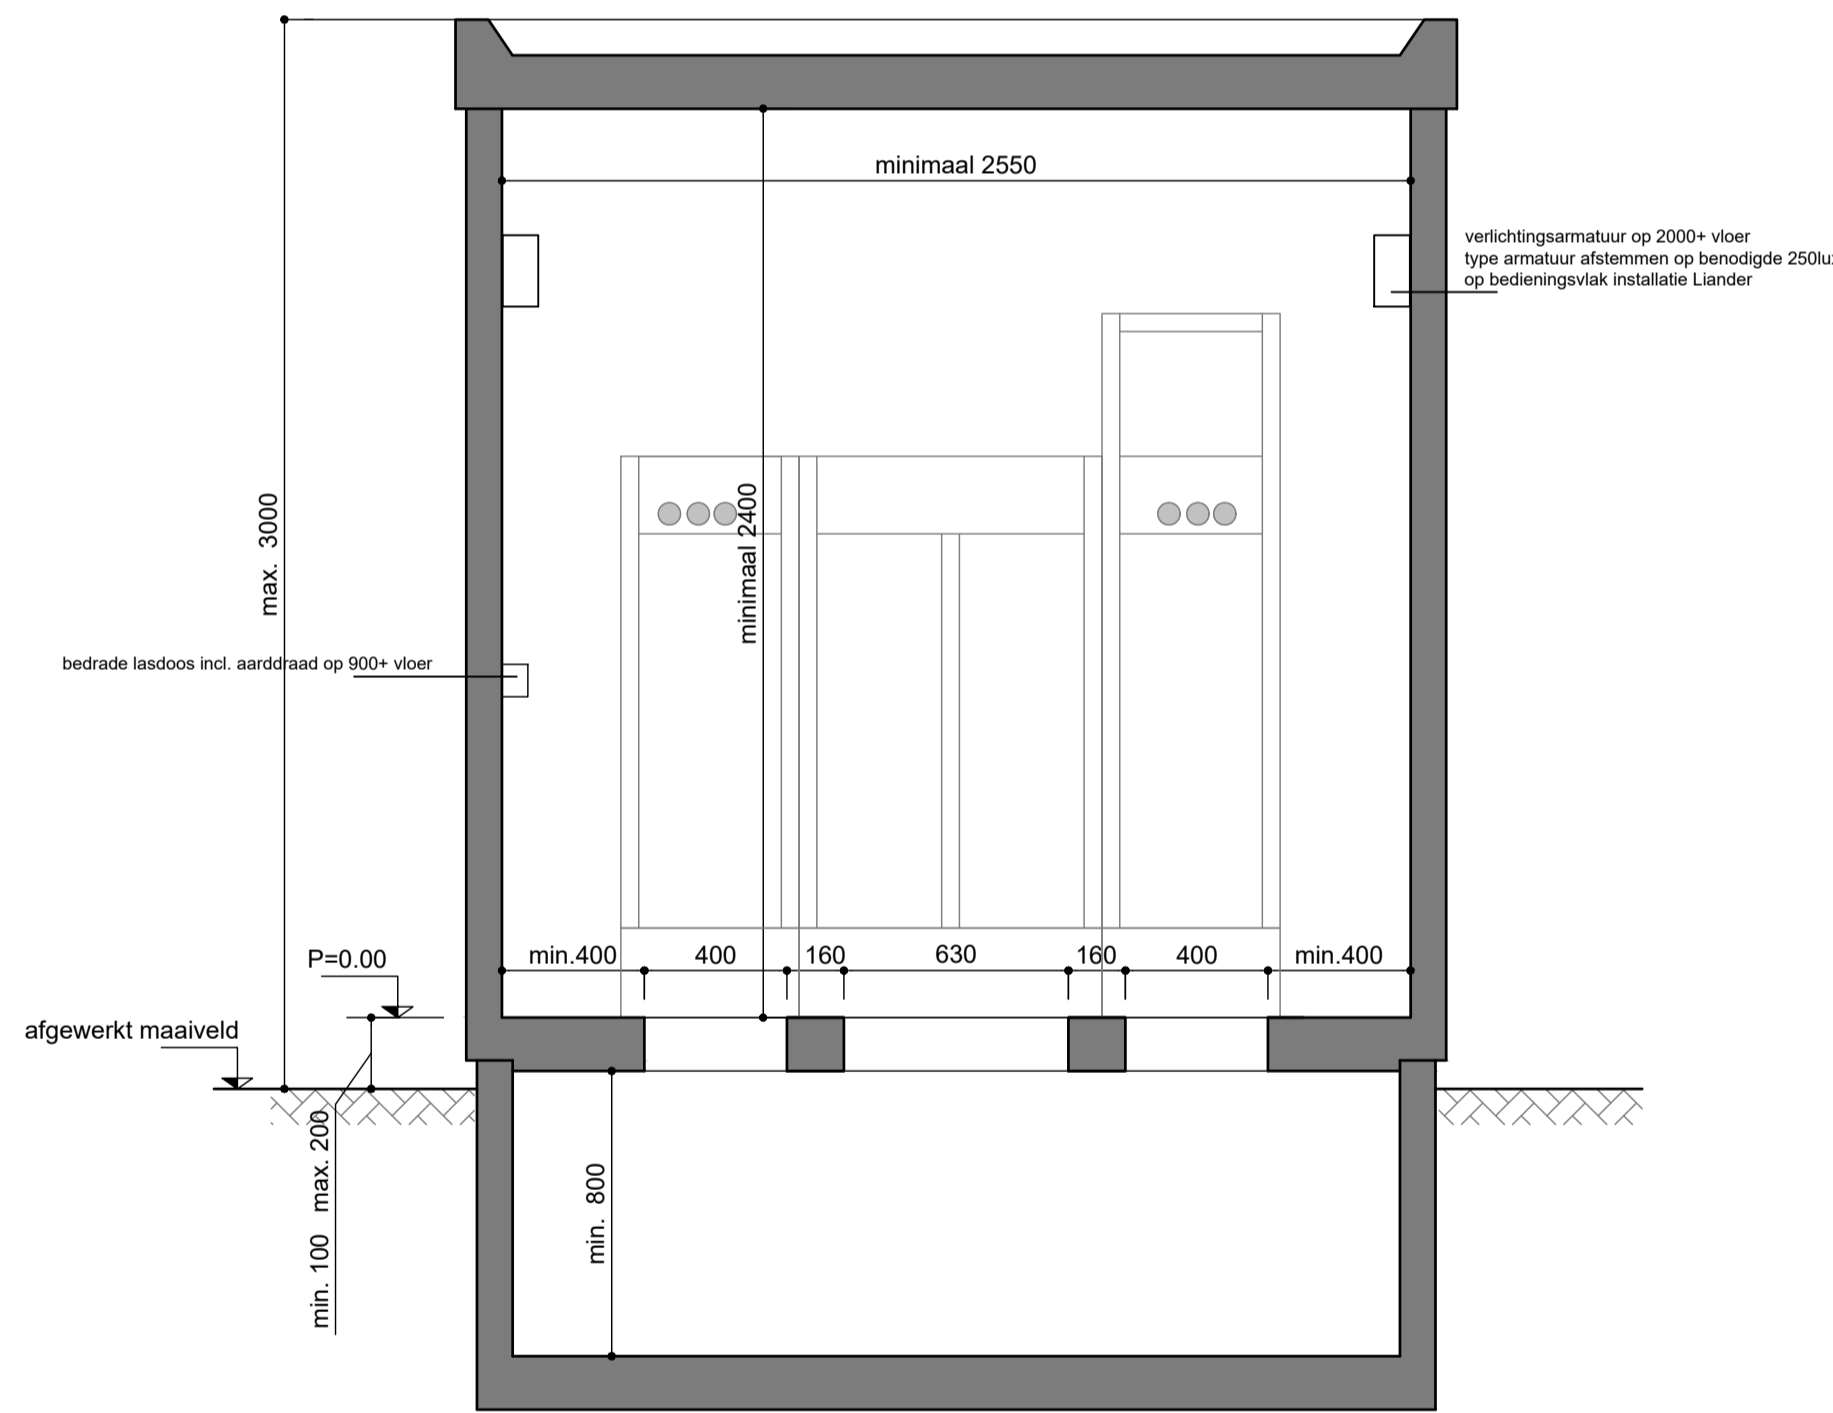 minimaal 2550
verlichtingsarmatuur op 2000+ vloer
type armatuur afstemmen op benodigde
op bedieningsvlak installatie Liander
max. 3000
minimaal 2400
bedrade lasdoos incl. aarddraad op 900+ vloer
min.400 400 160 630 160 400 min.400
P=0.00
afgewerkt maaiveld
min. 100 max. 200
min. 800